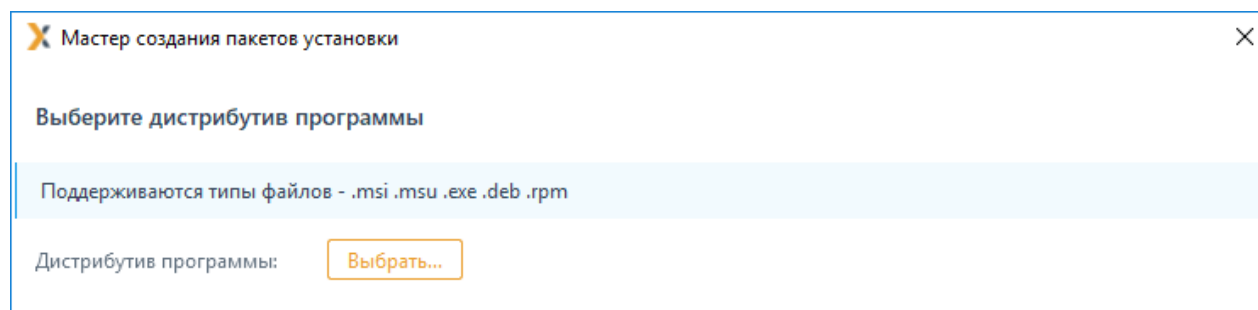 Мастер создания пакетов установки
Выберите дистрибутив программы
Поддерживаются типы файлов - .msi .msu .exe .deb .rpm
Дистрибутив программы: Выбрать...